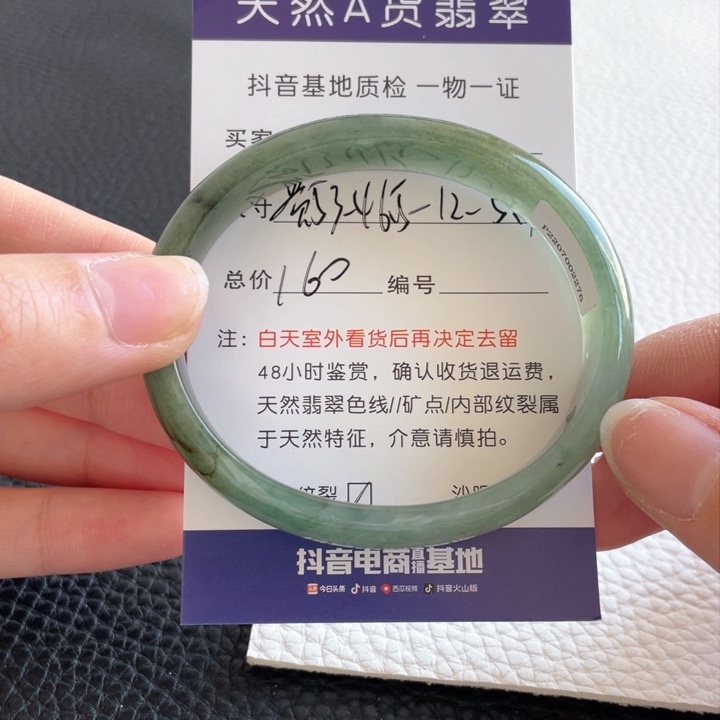 天然A货翡翠
抖音基地质检 一物一证
买家
寸
总价160 编号
P2207002276
注：白天室外看货后再决定去留
48小时鉴赏，确认收货退运费，
天然翡翠色线//矿点/内部纹裂属
于天然特征，介意请慎拍。
纹裂
抖音电商直播基地
今日头条 抖音 西瓜视频 抖音火山版